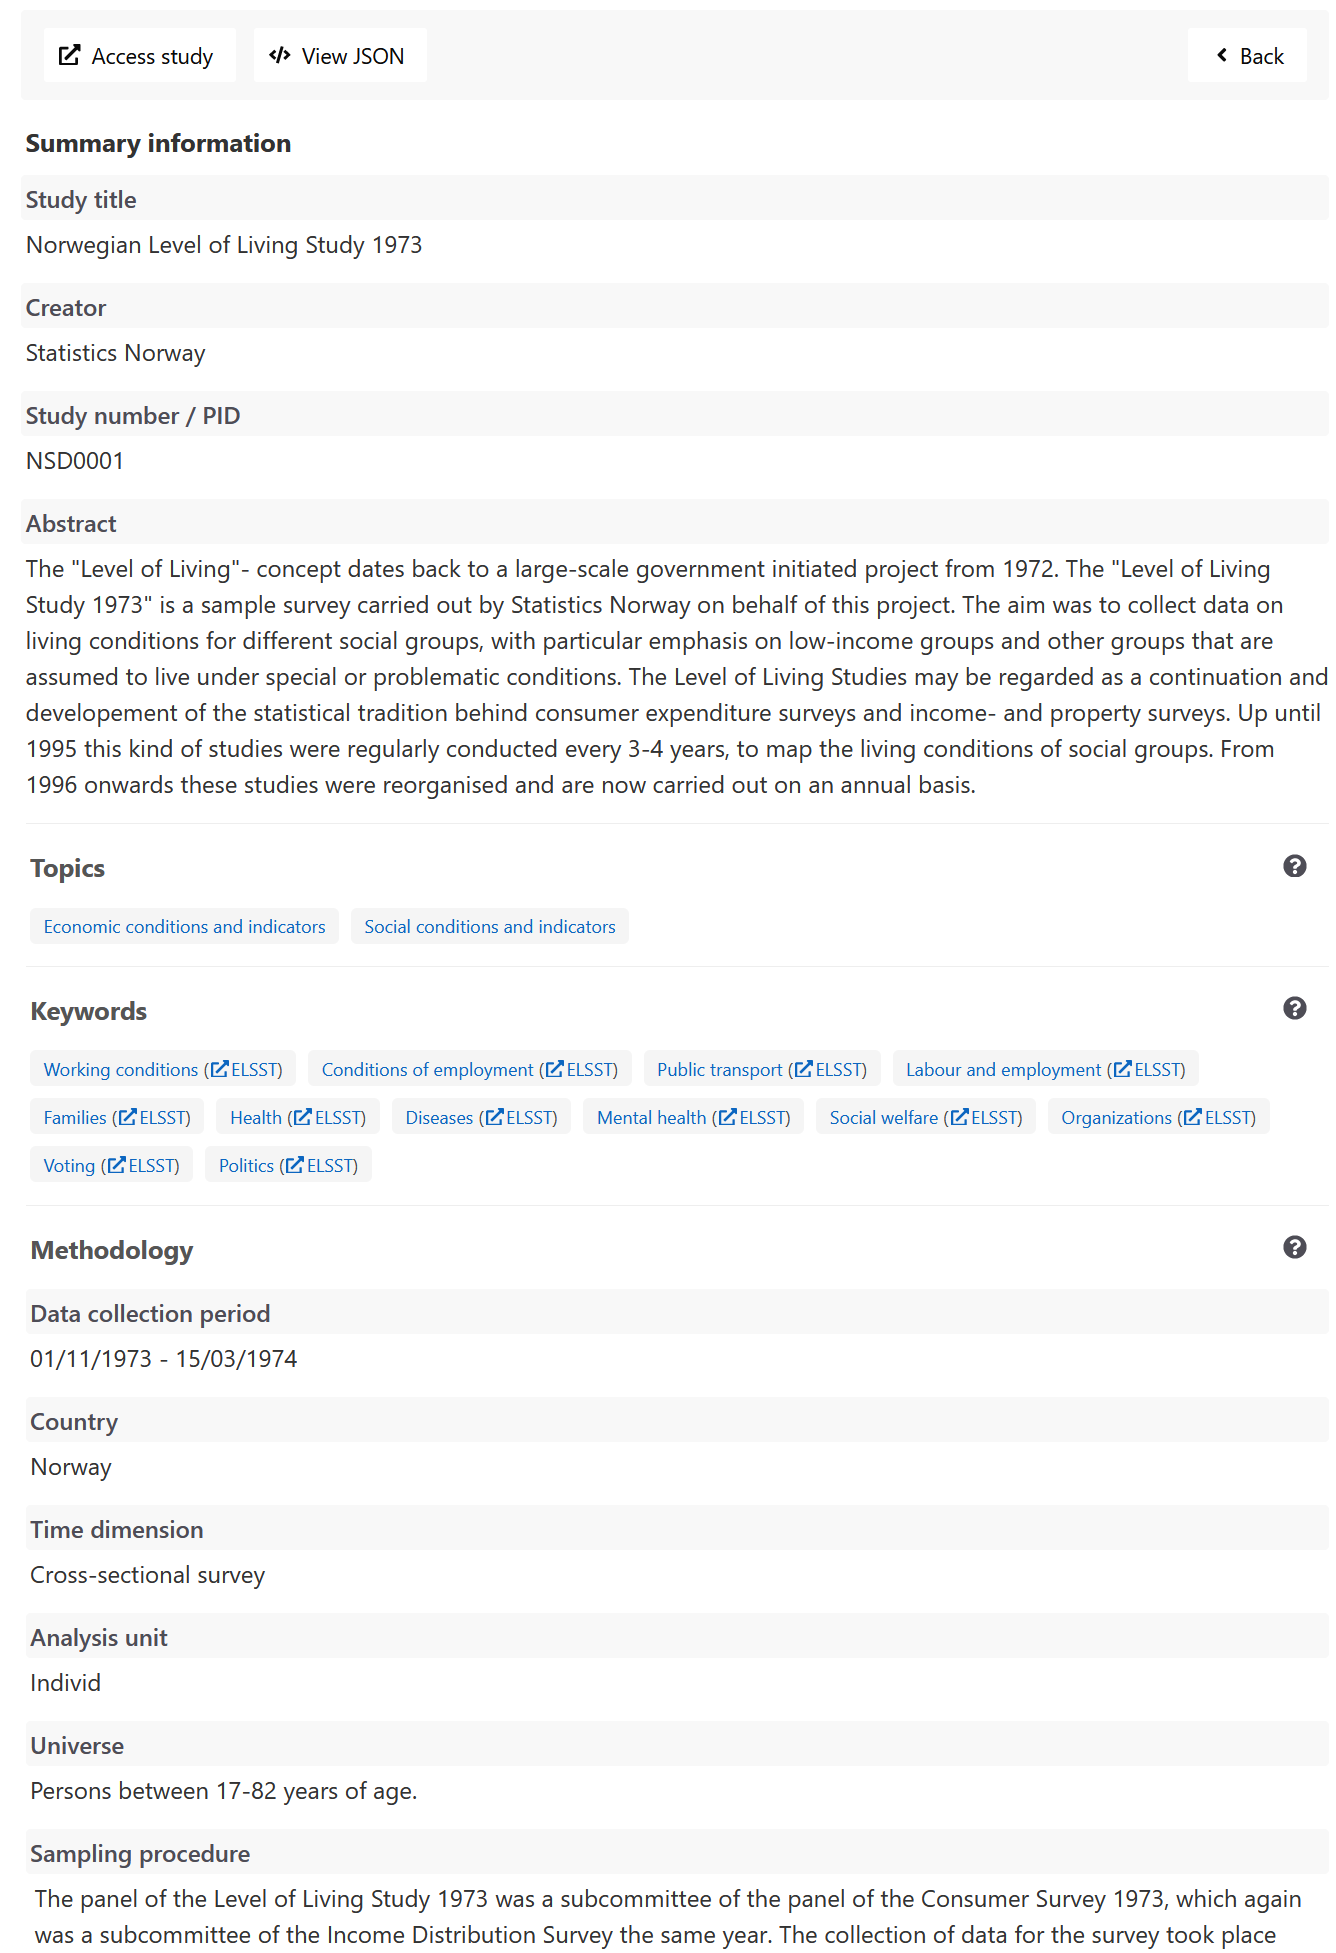 Access study
View JSON
Back
Summary information
Study title
Norwegian Level of Living Study 1973
Creator
Statistics Norway
Study number / PID
NSD0001
Abstract
The "Level of Living"- concept dates back to a large-scale government initiated project from 1972. The "Level of Living
Study 1973" is a sample survey carried out by Statistics Norway on behalf of this project. The aim was to collect data on
living conditions for different social groups, with particular emphasis on low-income groups and other groups that are
assumed to live under special or problematic conditions. The Level of Living Studies may be regarded as a continuation and
developement of the statistical tradition behind consumer expenditure surveys and income- and property surveys. Up until
1995 this kind of studies were regularly conducted every 3-4 years, to map the living conditions of social groups. From
1996 onwards these studies were reorganised and are now carried out on an annual basis.
Topics
Economic conditions and indicators Social conditions and indicators
Keywords
Working conditions (ELSST) Conditions of employment (ELSST) Public transport (ELSST) Labour and employment (ELSST)
Families (ELSST) Health (ELSST) Diseases (ELSST) Mental health (ELSST) Social welfare (ELSST) Organizations (ELSST)
Voting (ELSST) Politics (ELSST)
Methodology
Data collection period
01/11/1973 - 15/03/1974
Country
Norway
Time dimension
Cross-sectional survey
Analysis unit
Individ
Universe
Persons between 17-82 years of age.
Sampling procedure
The panel of the Level of Living Study 1973 was a subcommittee of the panel of the Consumer Survey 1973, which again
was a subcommittee of the Income Distribution Survey the same year. The collection of data for the survey took place